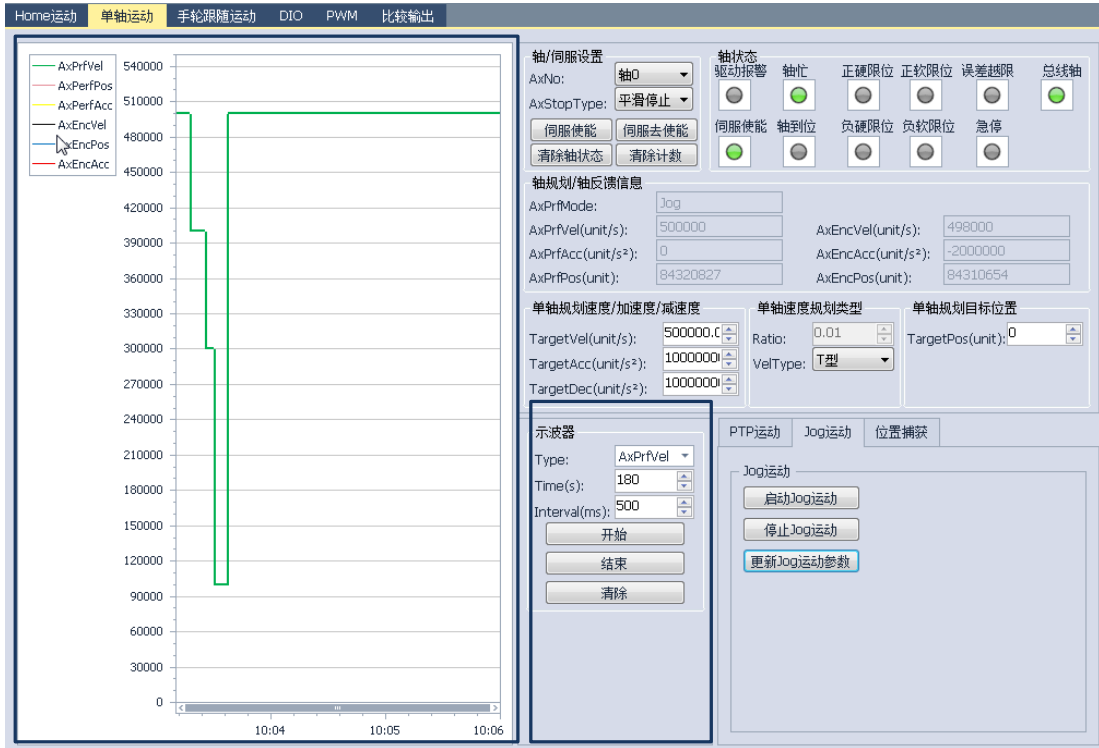 Home运动 单轴运动 手轮跟随运动 DIO PWM 比较输出
AxPrfVel
AxPerfPos
AxPerfAcc
AxEncVel
AxEncPos
AxEncAcc
540000
510000
480000
450000
420000
390000
360000
330000
300000
270000
240000
210000
180000
150000
120000
90000
60000
30000
0
10:04 10:05 10:06
轴/伺服设置
AxNo: 轴0
AxStopType: 平滑停止
伺服使能 伺服去使能
清除轴状态 清除计数
轴状态
驱动报警 轴忙 正硬限位 正软限位 误差越限 总线轴
伺服使能 轴到位 负硬限位 负软限位 急停
轴规划/轴反馈信息
AxPrfMode: Jog
AxPrfVel(unit/s): 500000 AxEncVel(unit/s): 498000
AxPrfAcc(unit/s²): 0 AxEncAcc(unit/s²): -2000000
AxPrfPos(unit): 84320827 AxEncPos(unit): 84310654
单轴规划速度/加速度/减速度
TargetVel(unit/s): 500000.
TargetAcc(unit/s²): 1000000
TargetDec(unit/s²): 1000000
单轴速度规划类型
Ratio: 0.01
VelType: T型
单轴规划目标位置
TargetPos(unit): 0
示波器
Type: AxPrfVel
Time(s): 180
Interval(ms): 500
开始
结束
清除
PTP运动 Jog运动 位置捕获
Jog运动
启动Jog运动
停止Jog运动
更新Jog运动参数